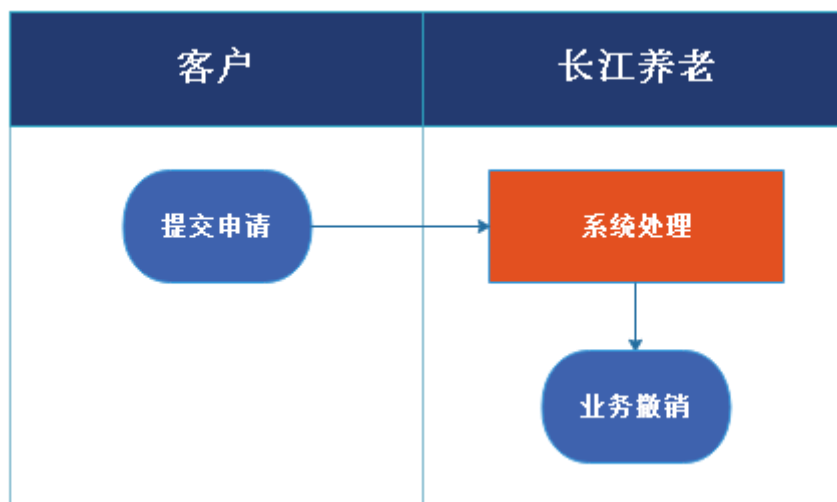 客户
长江养老
提交申请
系统处理
业务撤销